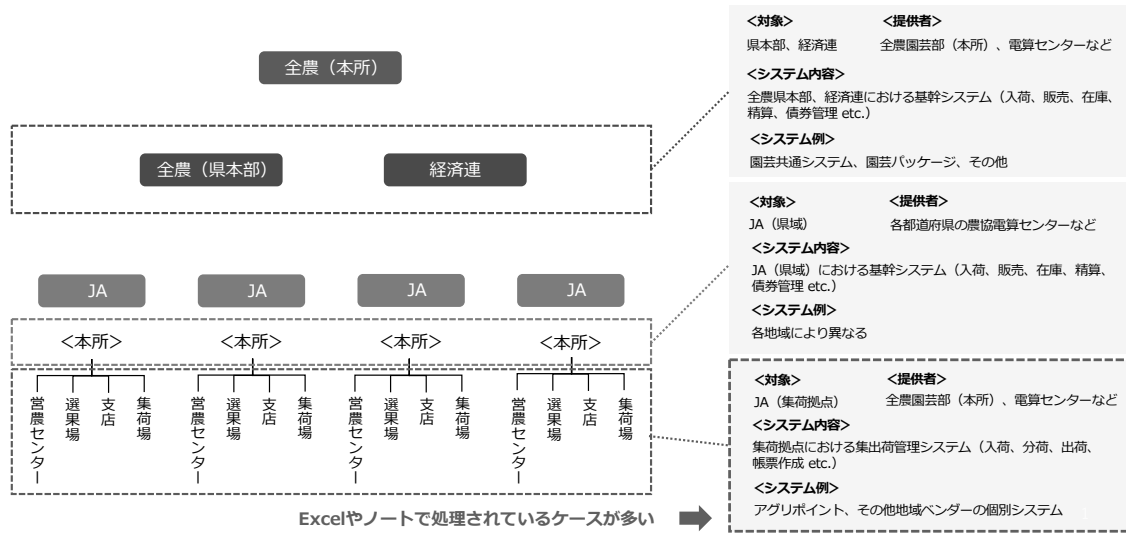 全農（本所）
全農（県本部）
経済連
JA
JA
JA
JA
＜本所＞
＜本所＞
＜本所＞
＜本所＞
営農センター
選果場
支店
集荷場
営農センター
選果場
支店
集荷場
営農センター
選果場
支店
集荷場
営農センター
選果場
支店
集荷場
Excelやノートで処理されているケースが多い
＜対象＞
＜提供者＞
県本部、経済連
全農園芸部（本所）、電算センターなど
＜システム内容＞
全農県本部、経済連における基幹システム（入荷、販売、在庫、
精算、債券管理 etc.）
＜システム例＞
園芸共通システム、園芸パッケージ、その他
＜対象＞
＜提供者＞
JA（県域）
各都道府県の農協電算センターなど
＜システム内容＞
JA（県域）における基幹システム（入荷、販売、在庫、精算、
債券管理 etc.）
＜システム例＞
各地域により異なる
＜対象＞
＜提供者＞
JA（集荷拠点）
全農園芸部（本所）、電算センターなど
＜システム内容＞
集荷拠点における集出荷管理システム（入荷、分荷、出荷、
帳票作成 etc.）
＜システム例＞
アグリポイント、その他地域ベンダーの個別システム